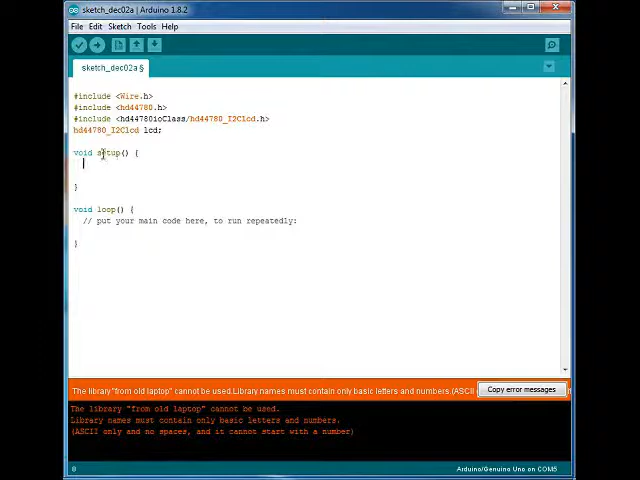 sketch_dec02a | Arduino 1.8.2
File Edit Sketch Tools Help
sketch_dec02a §
#include <Wire.h>
#include <hd44780.h>
#include <hd44780ioClass/hd44780_I2Clcd.h>
hd44780_I2Clcd lcd;
void setup() {
}
void loop() {
// put your main code here, to run repeatedly:
}
The library "from old laptop" cannot be used.Library names must contain only basic letters and numbers.(ASCII
Copy error messages
The library "from old laptop" cannot be used.
Library names must contain only basic letters and numbers.
(ASCII only and no spaces, and it cannot start with a number)
8
Arduino/Genuino Uno on COM5